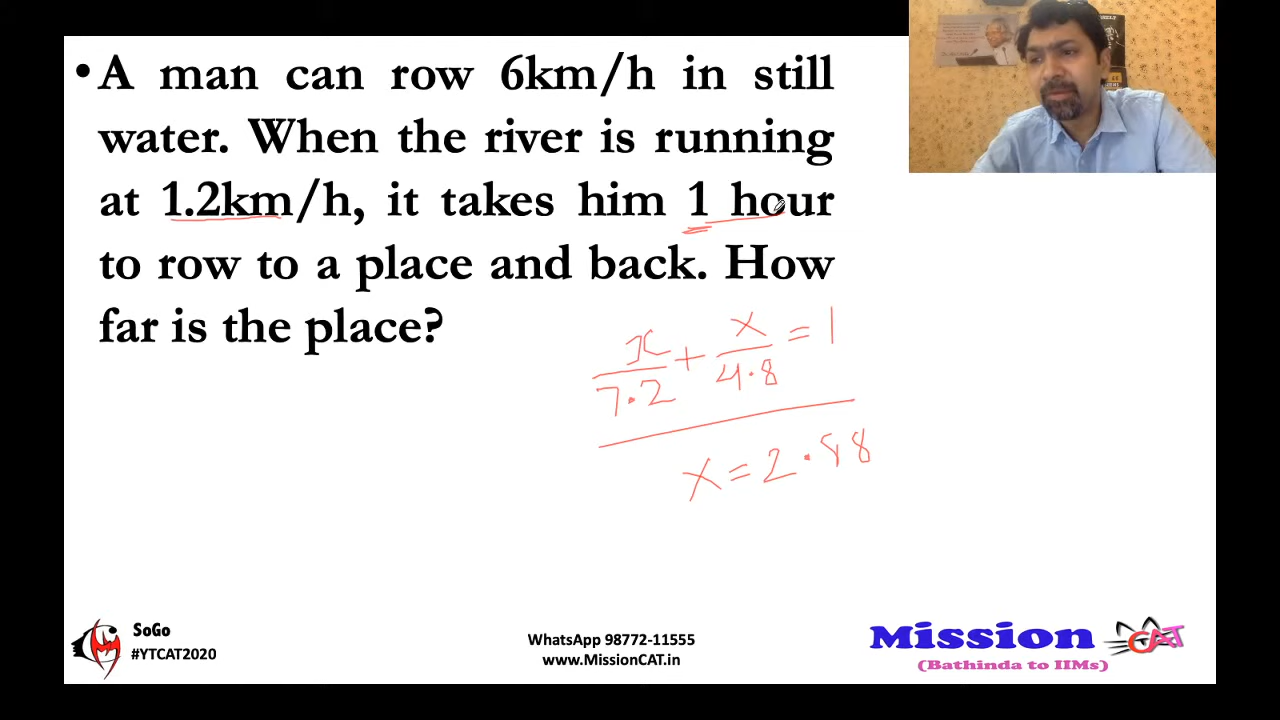 •A man can row 6km/h in still
water. When the river is running
at 1.2km/h, it takes him 1 hour
to row to a place and back. How
far is the place?
x/7.2 + x/4.8 = 1
x = 2.88
SoGo
#YTCAT2020
WhatsApp 98772-11555
www.MissionCAT.in
Mission CAT
(Bathinda to IIMs)